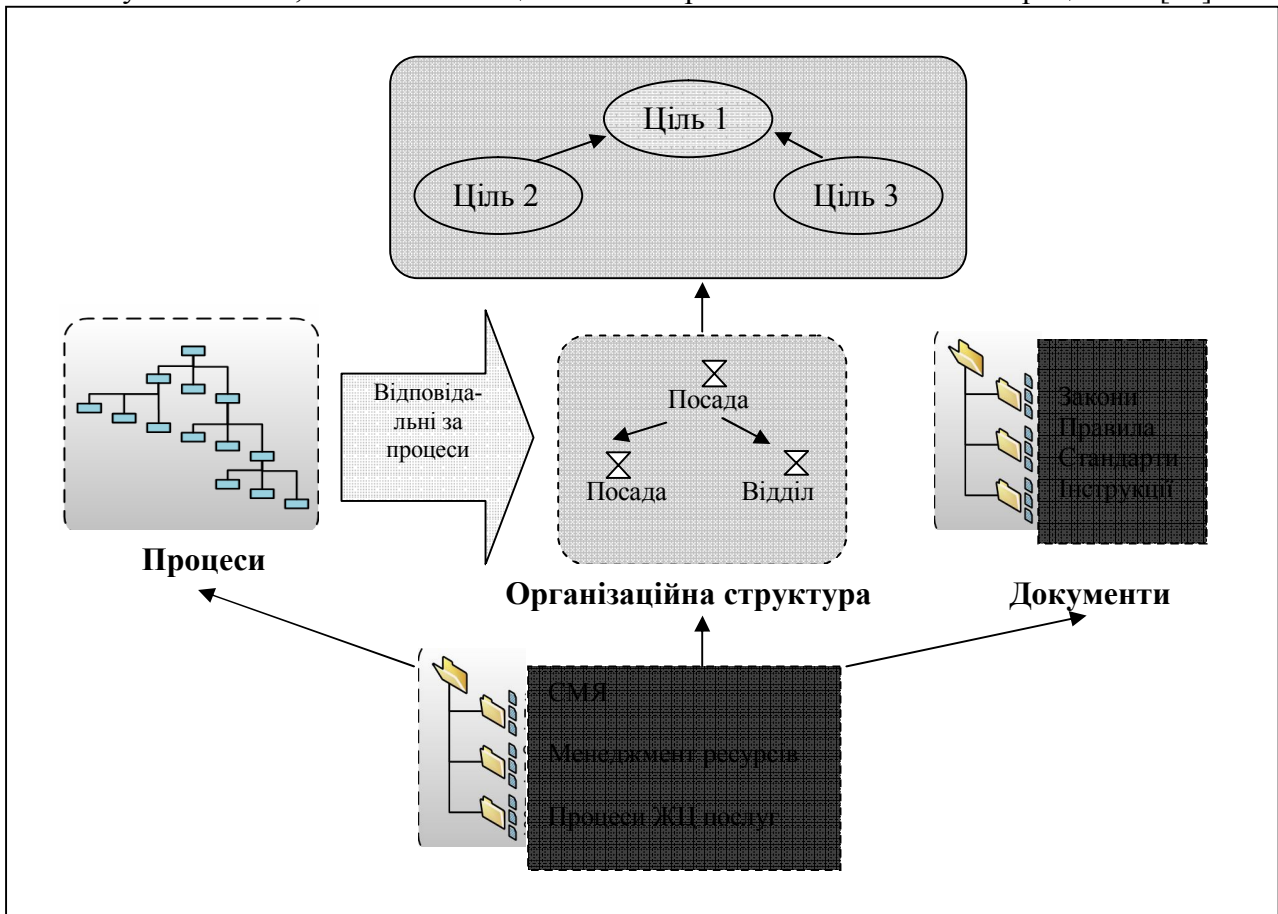 Ціль 1
Ціль 2
Ціль 3
Відповіда-
льні за
процеси
Посада
Посада
Відділ
Закони
Правила
Стандарти
Інструкції
Процеси
Організаційна структура
Документи
СМЯ
Менеджмент ресурсів
Процеси ЖЦ послуг